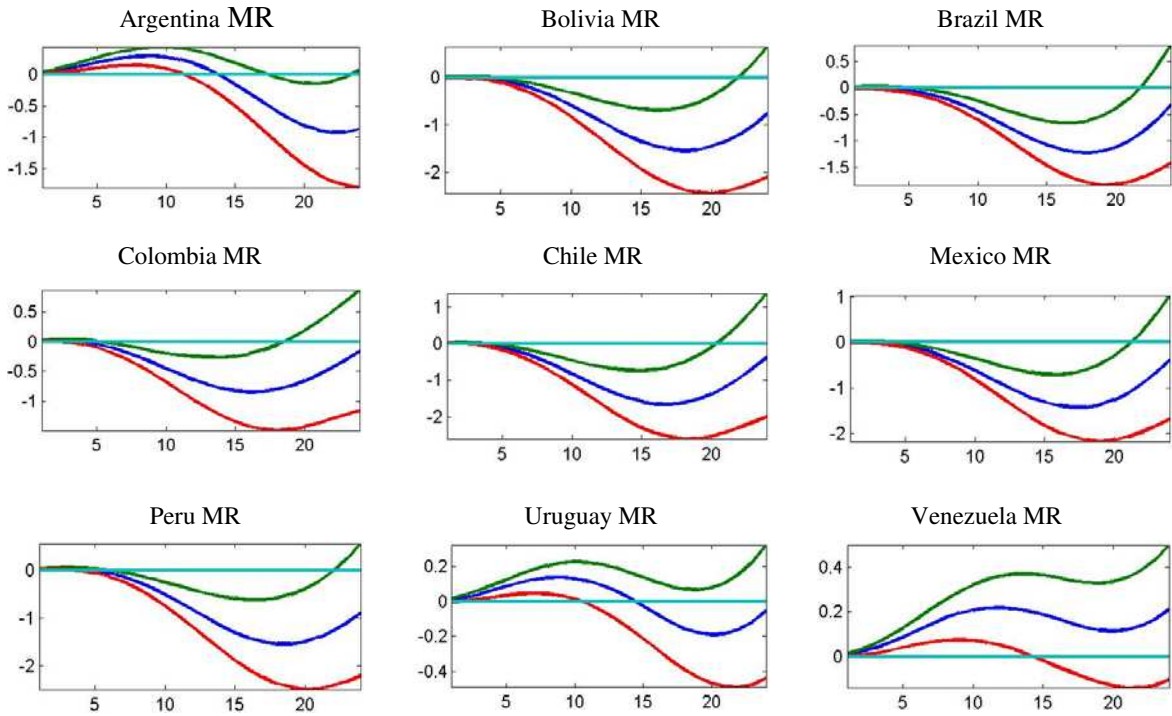 Argentina MR
Bolivia MR
Brazil MR
0
-0.5
-1
-1.5
5 10 15 20
0
-1
-2
5 10 15 20
0.5
0
-0.5
-1
-1.5
5 10 15 20
Colombia MR
Chile MR
Mexico MR
0.5
0
-0.5
-1
5 10 15 20
1
0
-1
-2
5 10 15 20
1
0
-1
-2
5 10 15 20
Peru MR
Uruguay MR
Venezuela MR
0
-1
-2
5 10 15 20
0.2
0
-0.2
-0.4
5 10 15 20
0.4
0.2
0
5 10 15 20